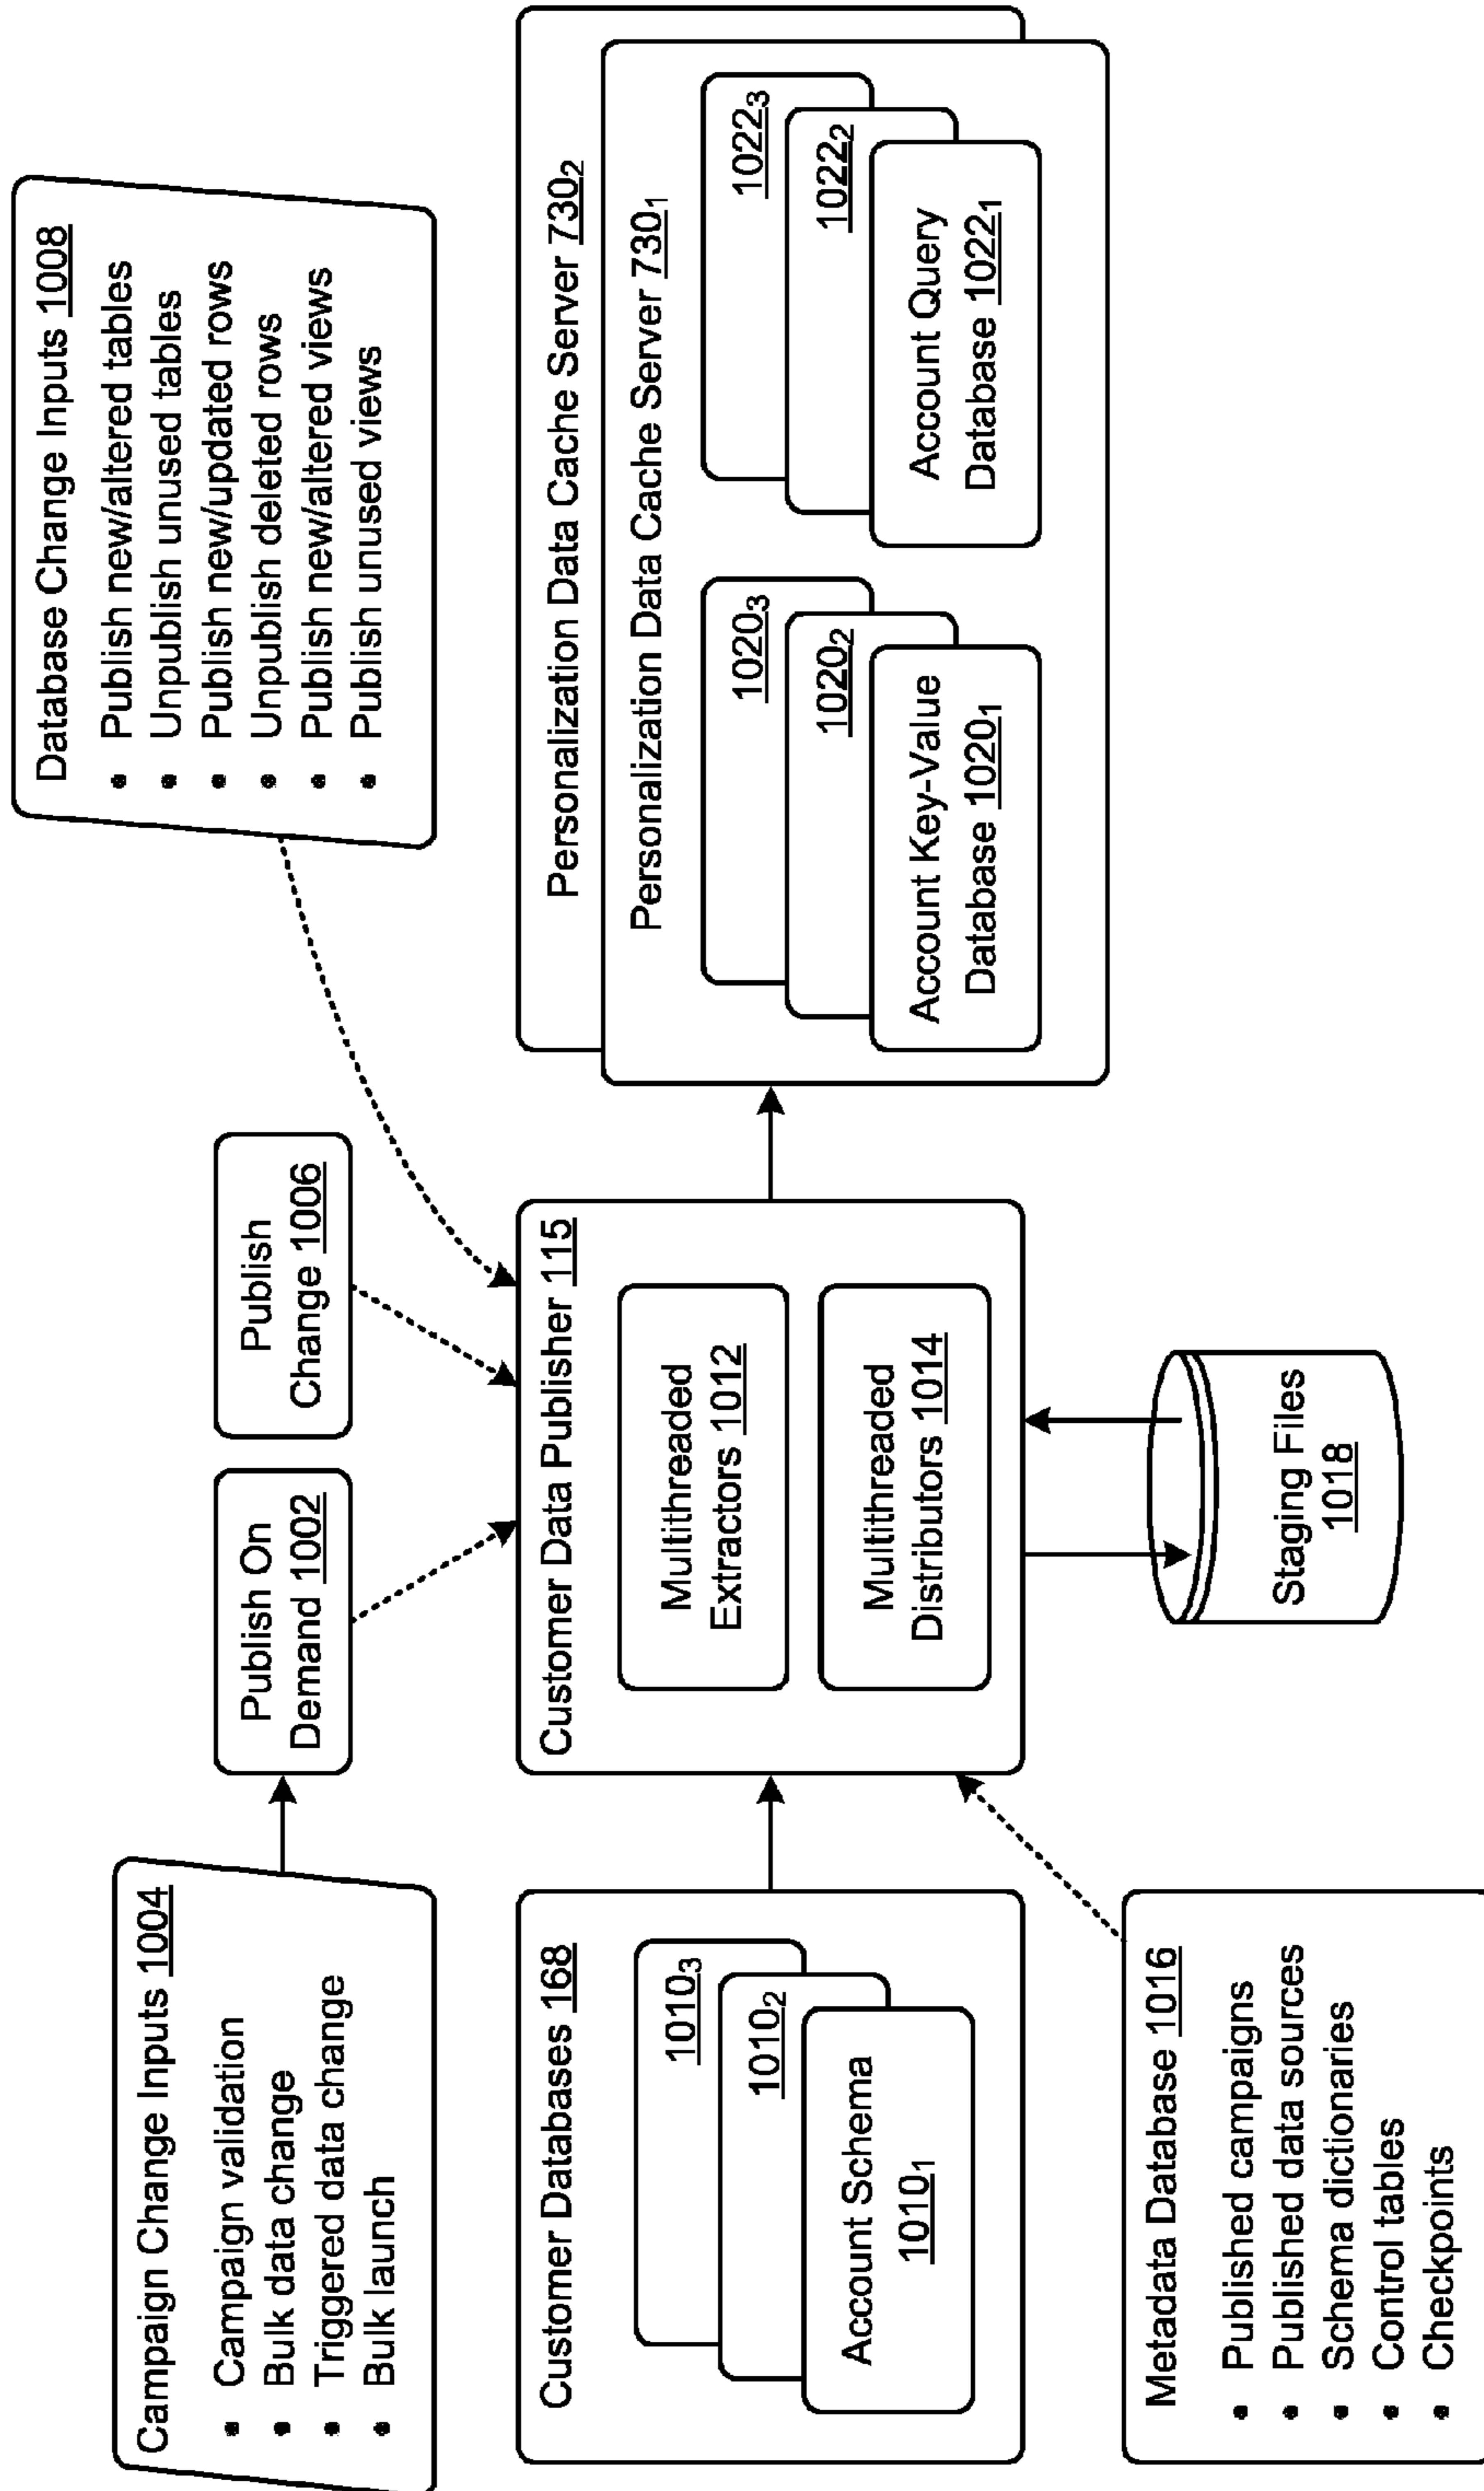 Campaign Change Inputs 1004
• Campaign validation
• Bulk data change
• Triggered data change
• Bulk launch
Publish On
Demand 1002
Publish
Change 1006
Database Change Inputs 1008
• Publish new/altered tables
• Unpublish unused tables
• Publish new/updated rows
• Unpublish deleted rows
• Publish new/altered views
• Publish unused views
Customer Databases 168
1010₃
1010₂
Account Schema
1010₁
Customer Data Publisher 115
Multithreaded
Extractors 1012
Multithreaded
Distributors 1014
Personalization Data Cache Server 730₂
Personalization Data Cache Server 730₁
1020₃
1020₂
Account Key-Value
Database 1020₁
1022₃
1022₂
Account Query
Database 1022₁
Metadata Database 1016
• Published campaigns
• Published data sources
• Schema dictionaries
• Control tables
• Checkpoints
Staging Files
1018